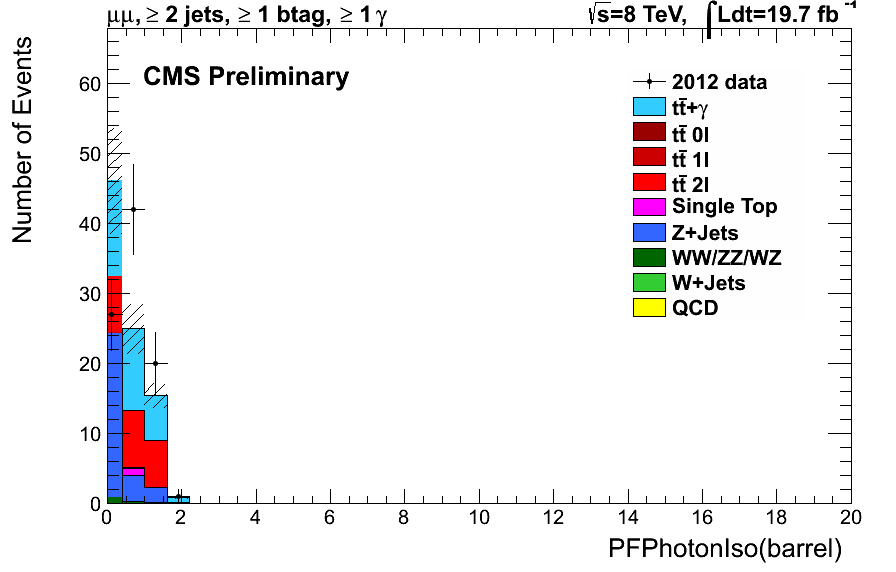 μμ, ≥ 2 jets, ≥ 1 btag, ≥ 1 γ
√s=8 TeV, ∫Ldt=19.7 fb⁻¹
CMS Preliminary
2012 data
tt̄+γ
tt̄ 0l
tt̄ 1l
tt̄ 2l
Single Top
Z+Jets
WW/ZZ/WZ
W+Jets
QCD
Number of Events
60
50
40
30
20
10
0
0 2 4 6 8 10 12 14 16 18 20
PFPhotonIso(barrel)